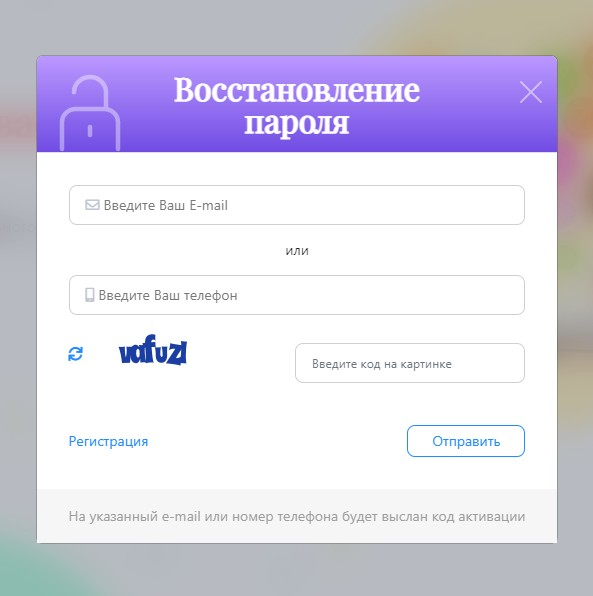 Восстановление
пароля
Введите Ваш E-mail
или
Введите Ваш телефон
vafuzi
Введите код на картинке
Регистрация
Отправить
На указанный e-mail или номер телефона будет выслан код активации